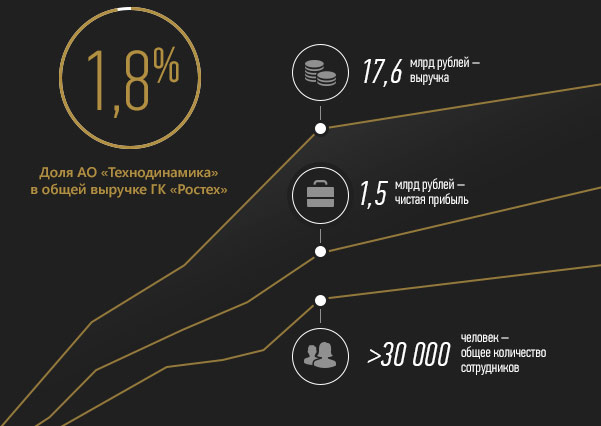 1,8%
Доля АО «Технодинамика»
в общей выручке ГК «Ростех»
17,6 млрд рублей –
выручка
1,5 млрд рублей –
чистая прибыль
>30 000 человек –
общее количество
сотрудников